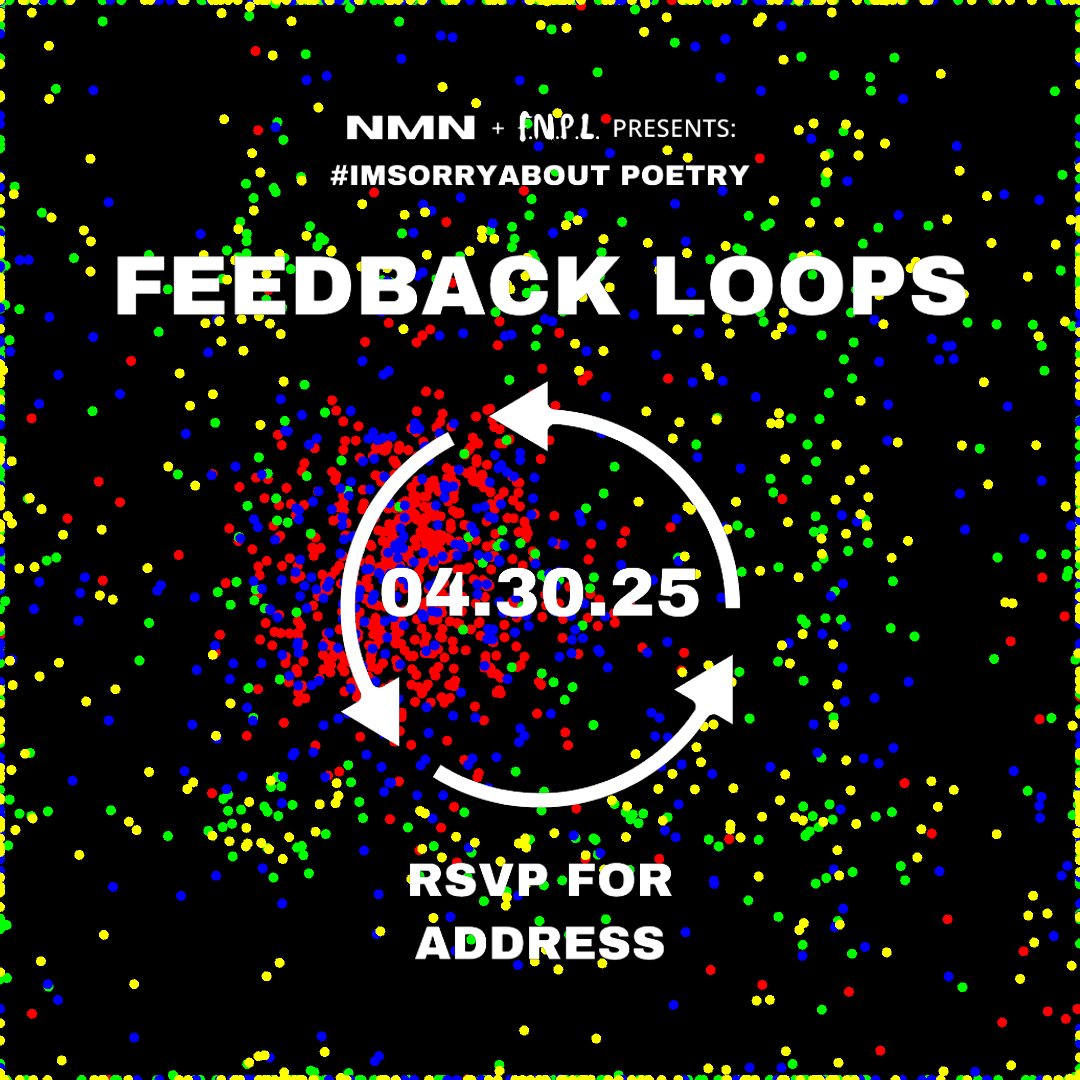 NMN + F.N.P.L. PRESENTS:
#IMSORRYABOUT POETRY
FEEDBACK LOOPS
04.30.25
RSVP FOR
ADDRESS